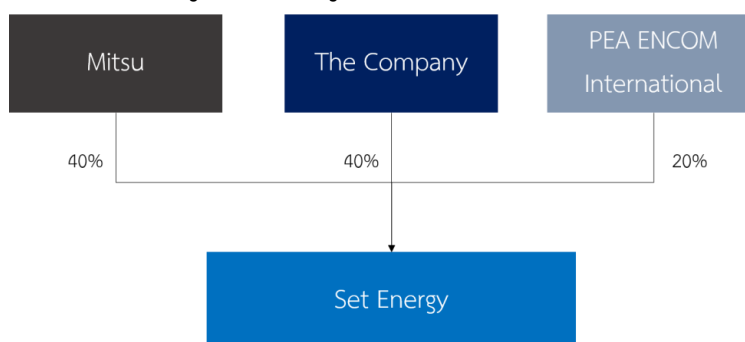 Mitsu
The Company
PEA ENCOM
International
40%
40%
20%
Set Energy